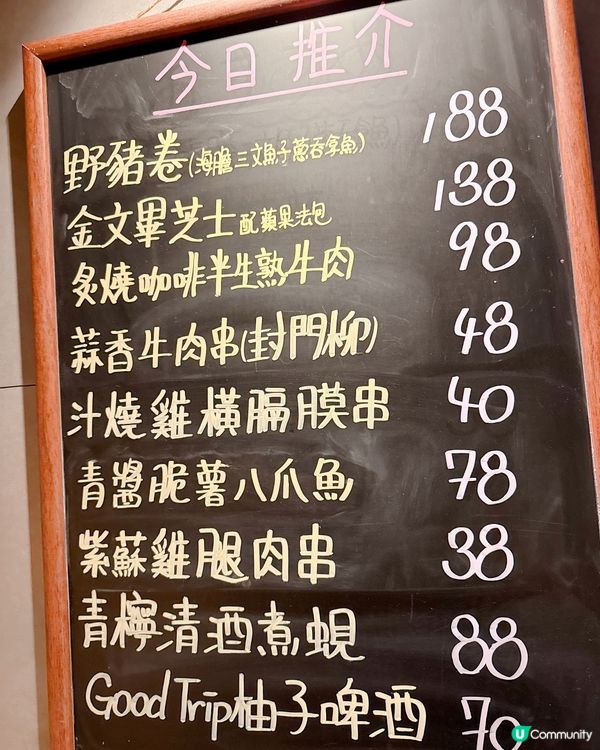 今日推介
野豬卷(海膽三文魚子蔥吞拿魚) 188
金文畢芝士配蘋果法包 138
炙燒咖啡半生熟牛肉 98
蒜香牛肉串(封門柳) 48
汁燒雞橫膈膜串 40
青醬脆薯八爪魚 78
紫蘇雞腿肉串 38
青檸清酒煮蜆 88
Good Trip柚子啤酒 70
U Community